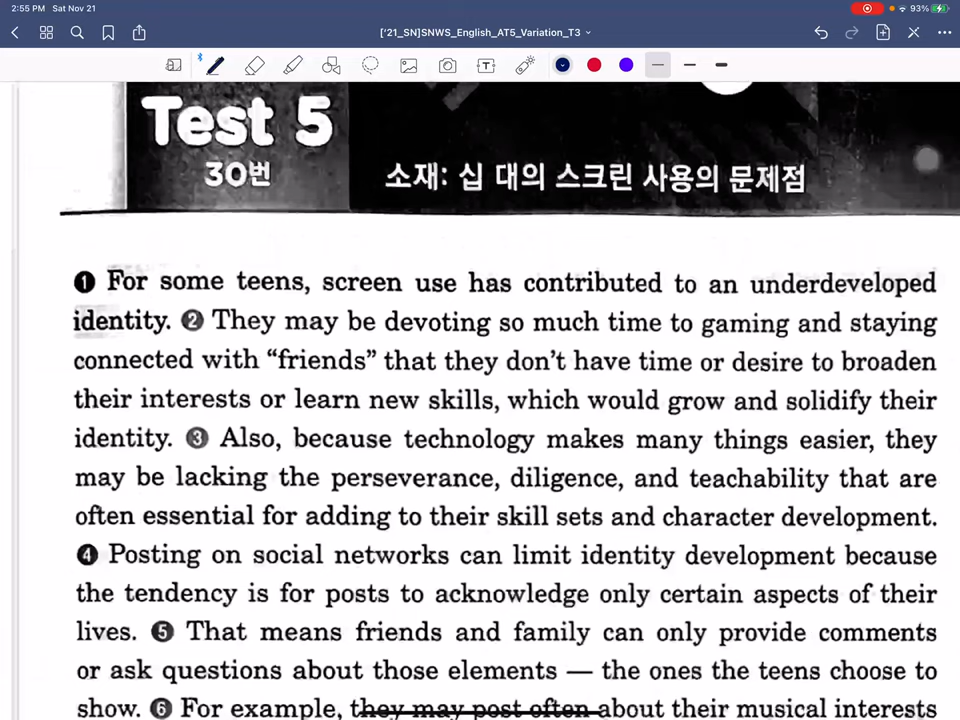 2:55 PM Sat Nov 21
93%
['21_SN]SNWS_English_AT5_Variation_T3
Test 5
30번
소재: 십 대의 스크린 사용의 문제점
❶ For some teens, screen use has contributed to an underdeveloped
identity. ❷ They may be devoting so much time to gaming and staying
connected with “friends” that they don’t have time or desire to broaden
their interests or learn new skills, which would grow and solidify their
identity. ❸ Also, because technology makes many things easier, they
may be lacking the perseverance, diligence, and teachability that are
often essential for adding to their skill sets and character development.
❹ Posting on social networks can limit identity development because
the tendency is for posts to acknowledge only certain aspects of their
lives. ❺ That means friends and family can only provide comments
or ask questions about those elements — the ones the teens choose to
show. ❻ For example, they may post often about their musical interests